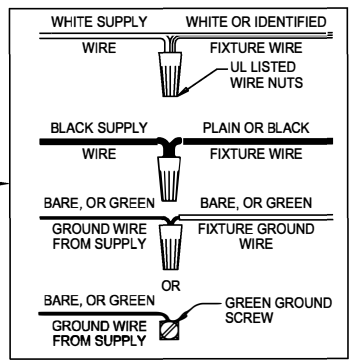 WHITE SUPPLY WIRE
WHITE OR IDENTIFIED FIXTURE WIRE
UL LISTED
WIRE NUTS
BLACK SUPPLY WIRE
PLAIN OR BLACK FIXTURE WIRE
BARE, OR GREEN
GROUND WIRE
FROM SUPPLY
BARE, OR GREEN
FIXTURE GROUND
WIRE
OR
BARE, OR GREEN
GROUND WIRE
FROM SUPPLY
GREEN GROUND
SCREW